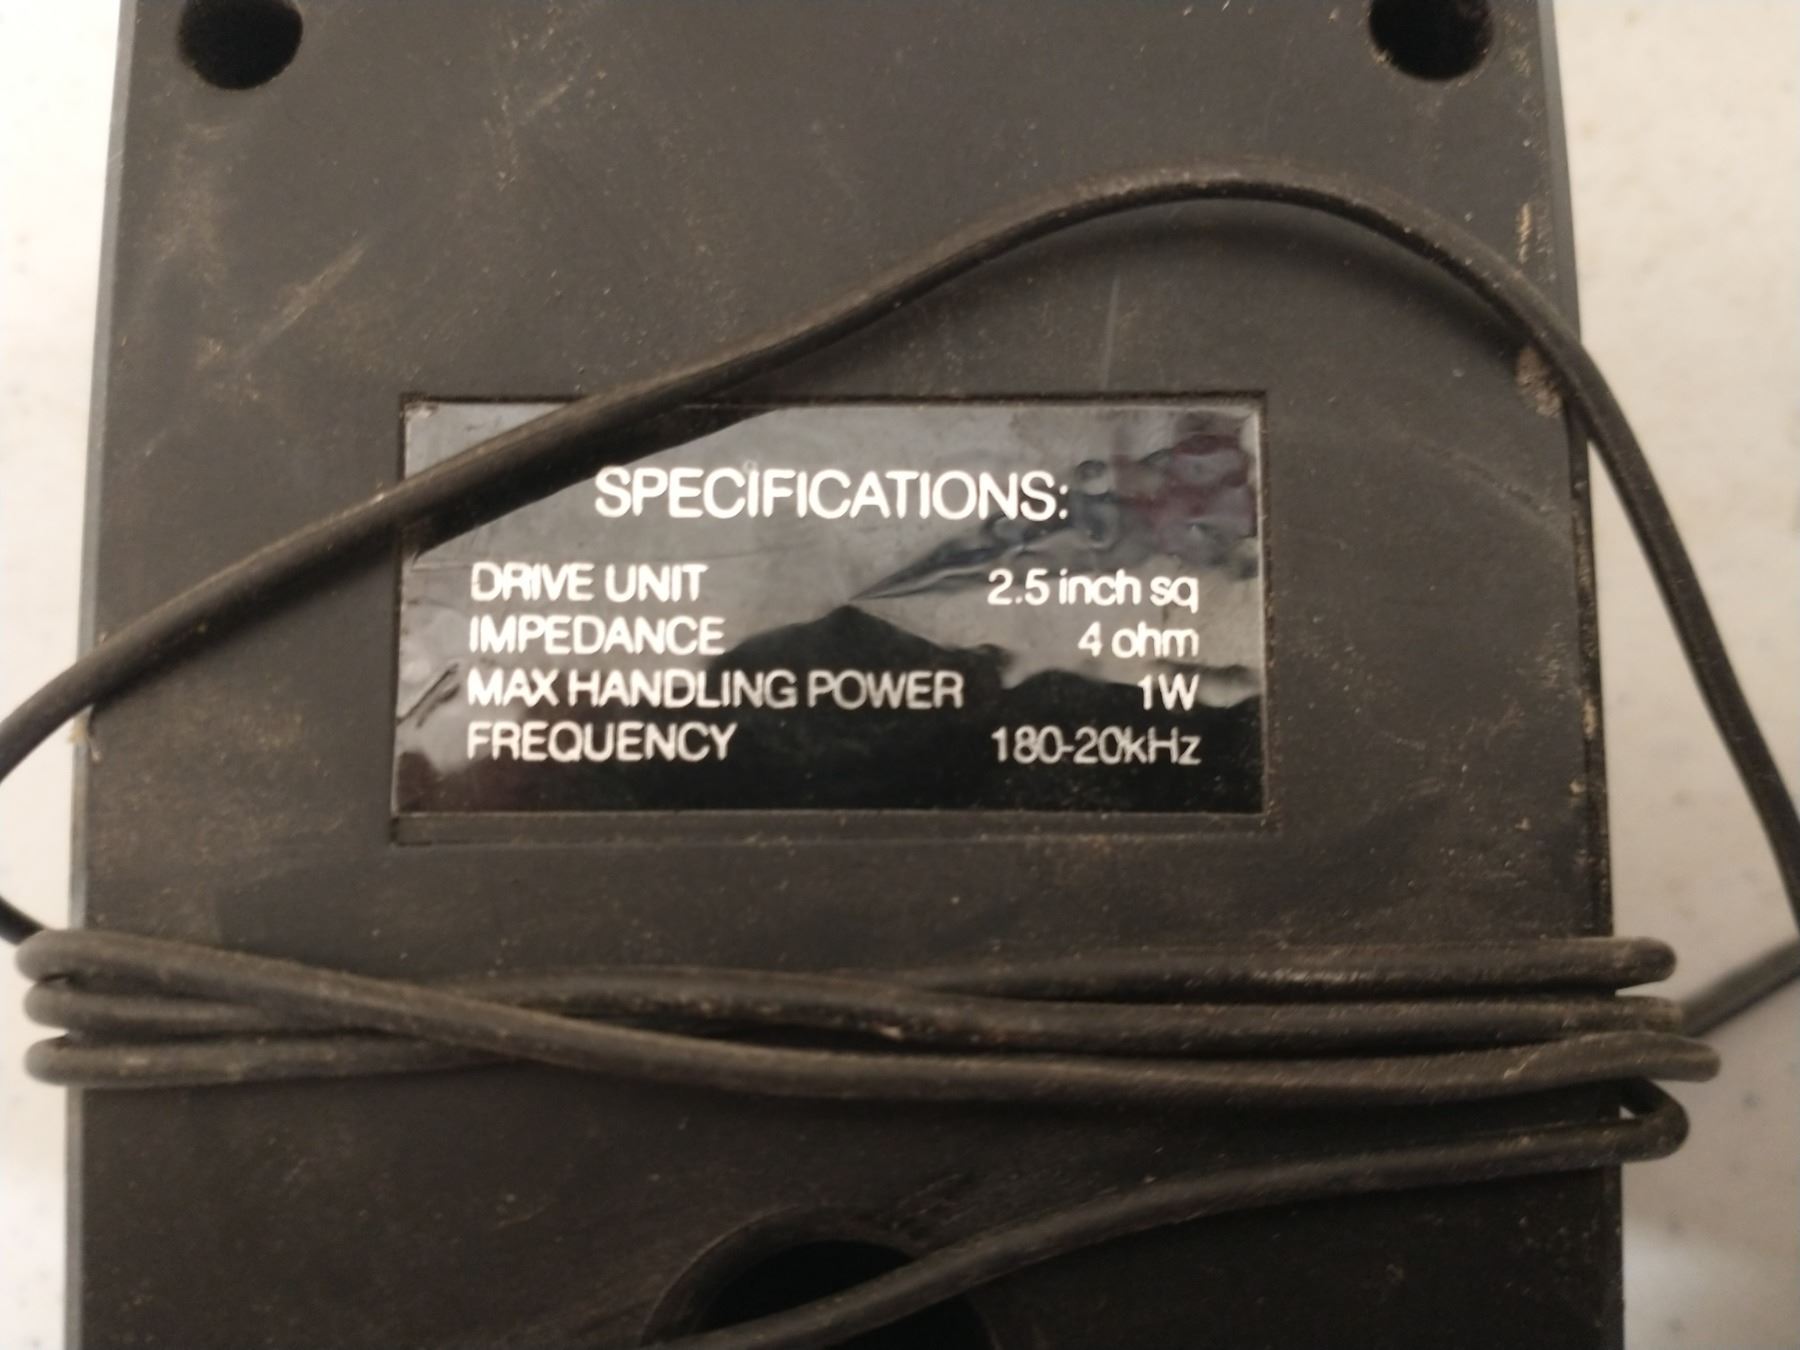 SPECIFICATIONS:
DRIVE UNIT 2.5 inch sq
IMPEDANCE 4 ohm
MAX HANDLING POWER 1W
FREQUENCY 180-20kHz